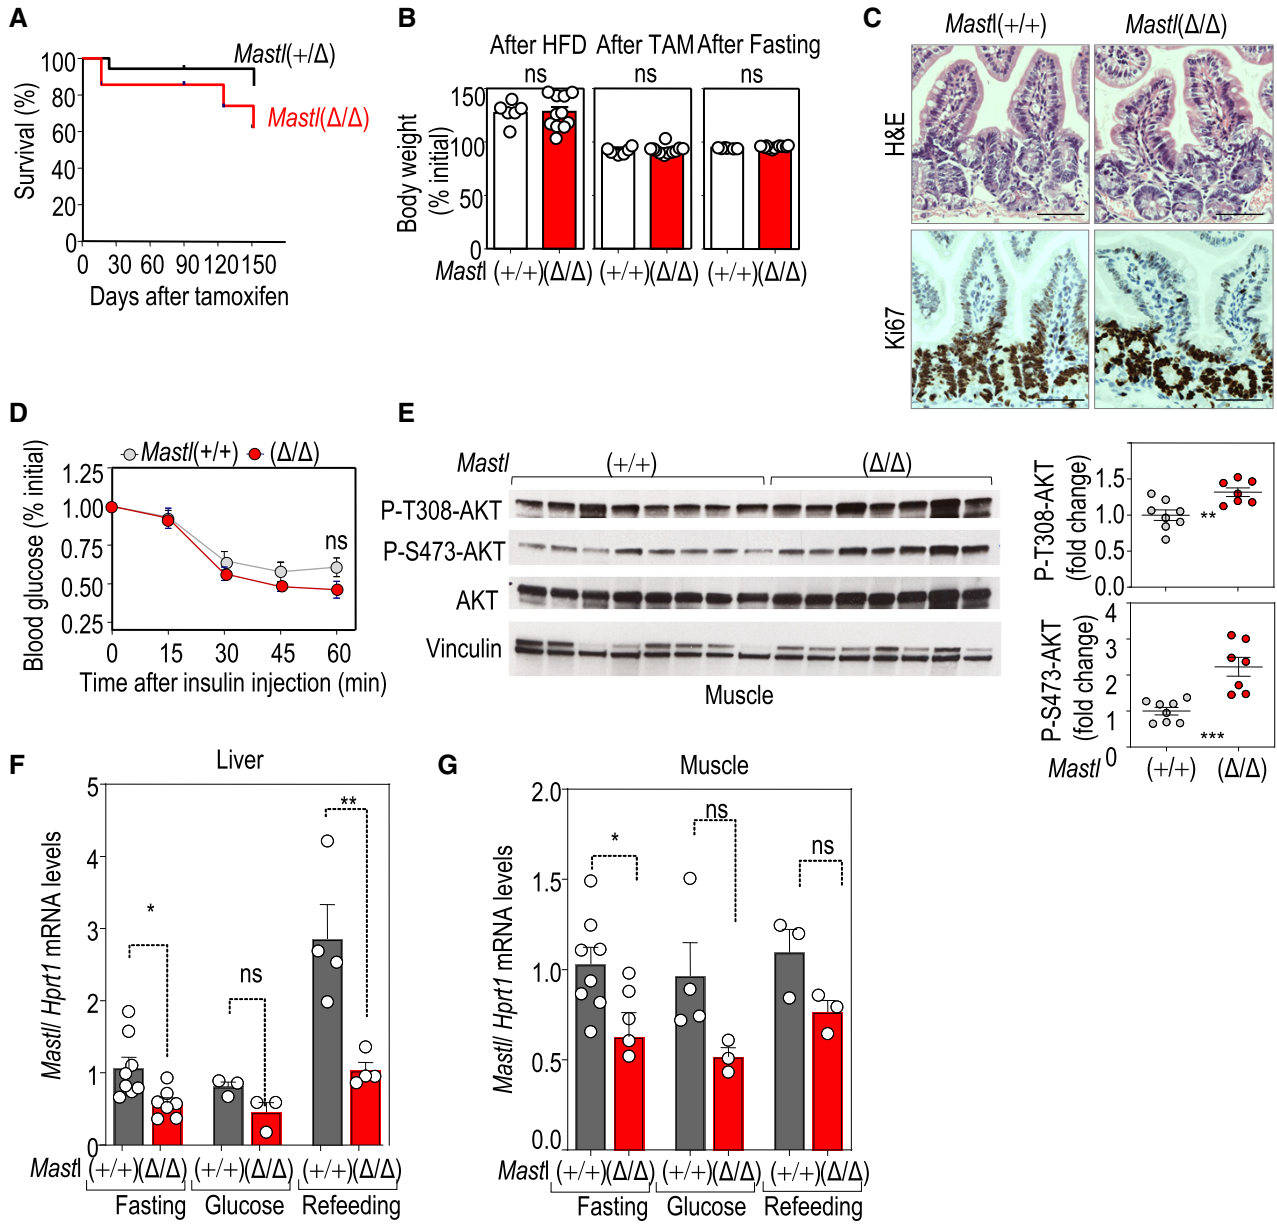 A
Mastl(+/Δ)
Mastl(Δ/Δ)
Survival (%)
100
80
60
40
20
0
0 30 60 90 120 150
Days after tamoxifen
B
After HFD After TAM After Fasting
ns ns ns
Body weight
(% initial)
150
100
50
0
Mastl (+/+)(Δ/Δ) (+/+)(Δ/Δ) (+/+)(Δ/Δ)
C
Mastl(+/+) Mastl(Δ/Δ)
H&E
Ki67
D
Mastl(+/+) (Δ/Δ)
Blood glucose (% initial)
1.25
1.00
0.75
0.50
0.25
ns
0 15 30 45 60
Time after insulin injection (min)
E
Mastl (+/+) (Δ/Δ)
P-T308-AKT
P-S473-AKT
AKT
Vinculin
Muscle
P-T308-AKT
(fold change)
1.5
1.0
0.5
0.0
**
P-S473-AKT
(fold change)
4
3
2
1
0
***
Mastl (+/+) (Δ/Δ)
F
Liver
Mastl/ Hprt1 mRNA levels
5
4
3
2
1
0
* ns **
Mastl (+/+)(Δ/Δ) (+/+)(Δ/Δ) (+/+)(Δ/Δ)
Fasting Glucose Refeeding
G
Muscle
Mastl/ Hprt1 mRNA levels
2.0
1.5
1.0
0.5
0.0
* ns ns
Mastl (+/+)(Δ/Δ) (+/+)(Δ/Δ) (+/+)(Δ/Δ)
Fasting Glucose Refeeding